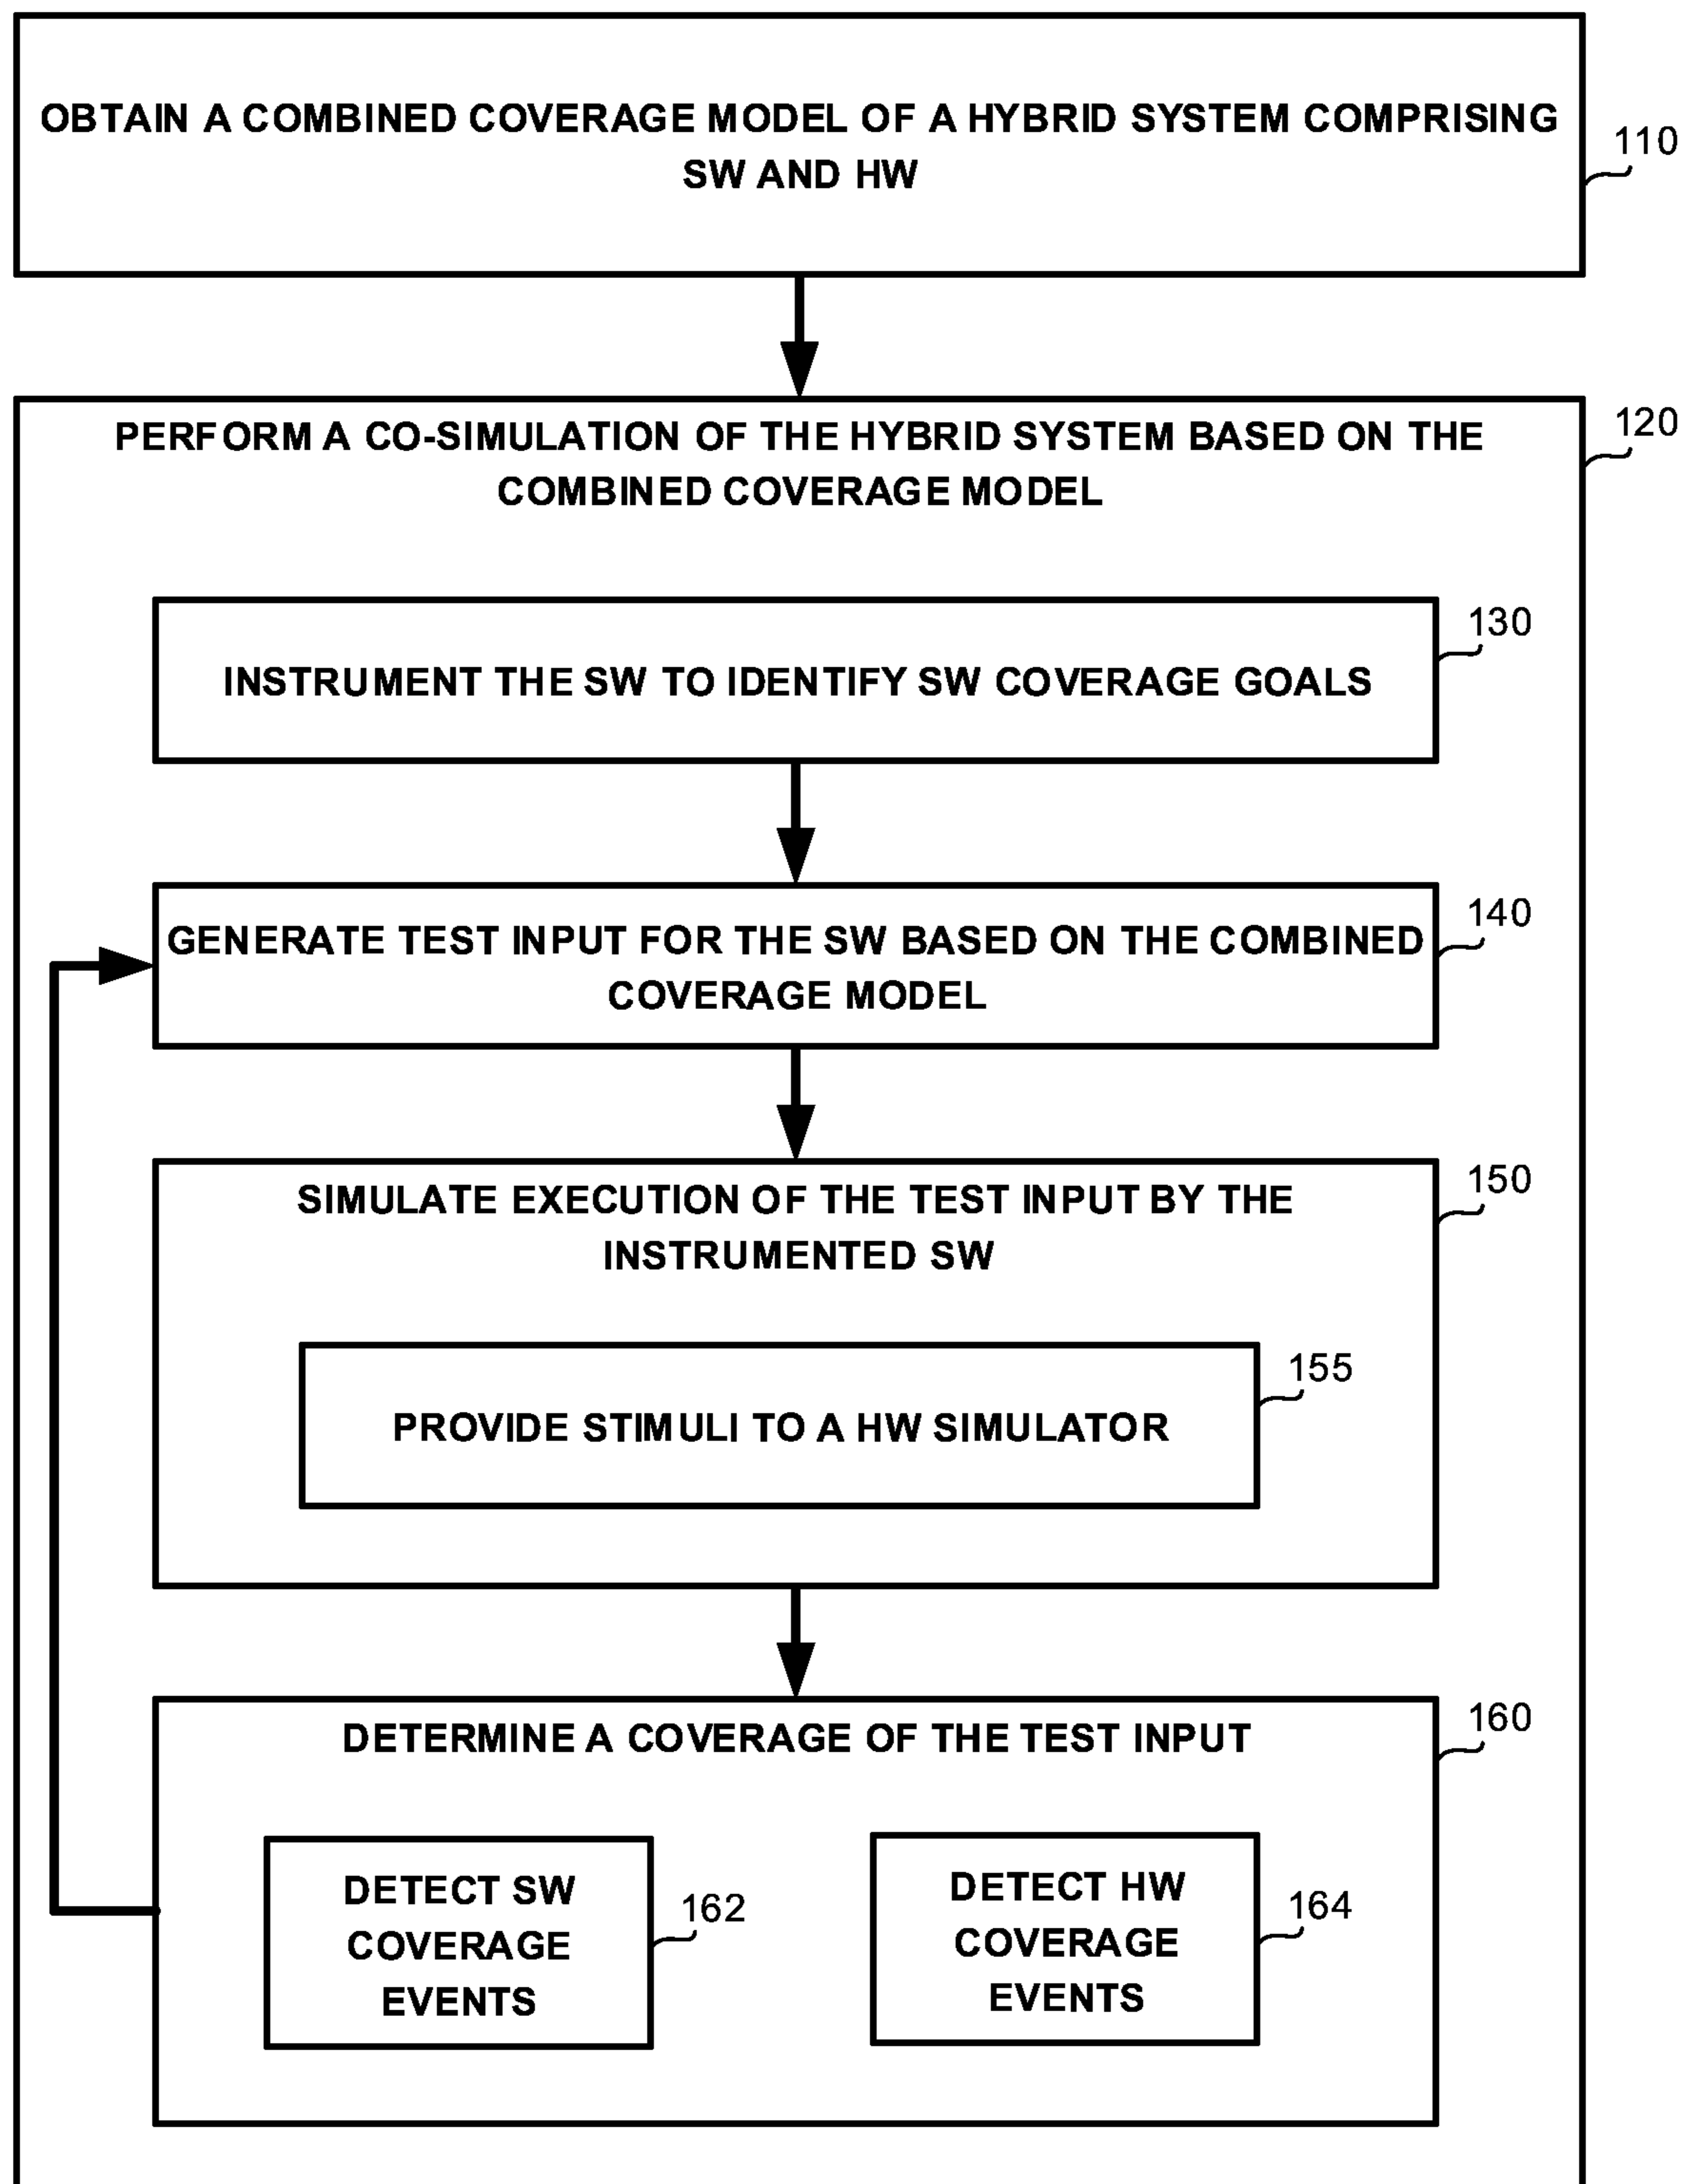 OBTAIN A COMBINED COVERAGE MODEL OF A HYBRID SYSTEM COMPRISING
SW AND HW
110
PERFORM A CO-SIMULATION OF THE HYBRID SYSTEM BASED ON THE
COMBINED COVERAGE MODEL
120
INSTRUMENT THE SW TO IDENTIFY SW COVERAGE GOALS
130
GENERATE TEST INPUT FOR THE SW BASED ON THE COMBINED
COVERAGE MODEL
140
SIMULATE EXECUTION OF THE TEST INPUT BY THE
INSTRUMENTED SW
150
PROVIDE STIMULI TO A HW SIMULATOR
155
DETERMINE A COVERAGE OF THE TEST INPUT
160
DETECT SW
COVERAGE
EVENTS
162
DETECT HW
COVERAGE
EVENTS
164